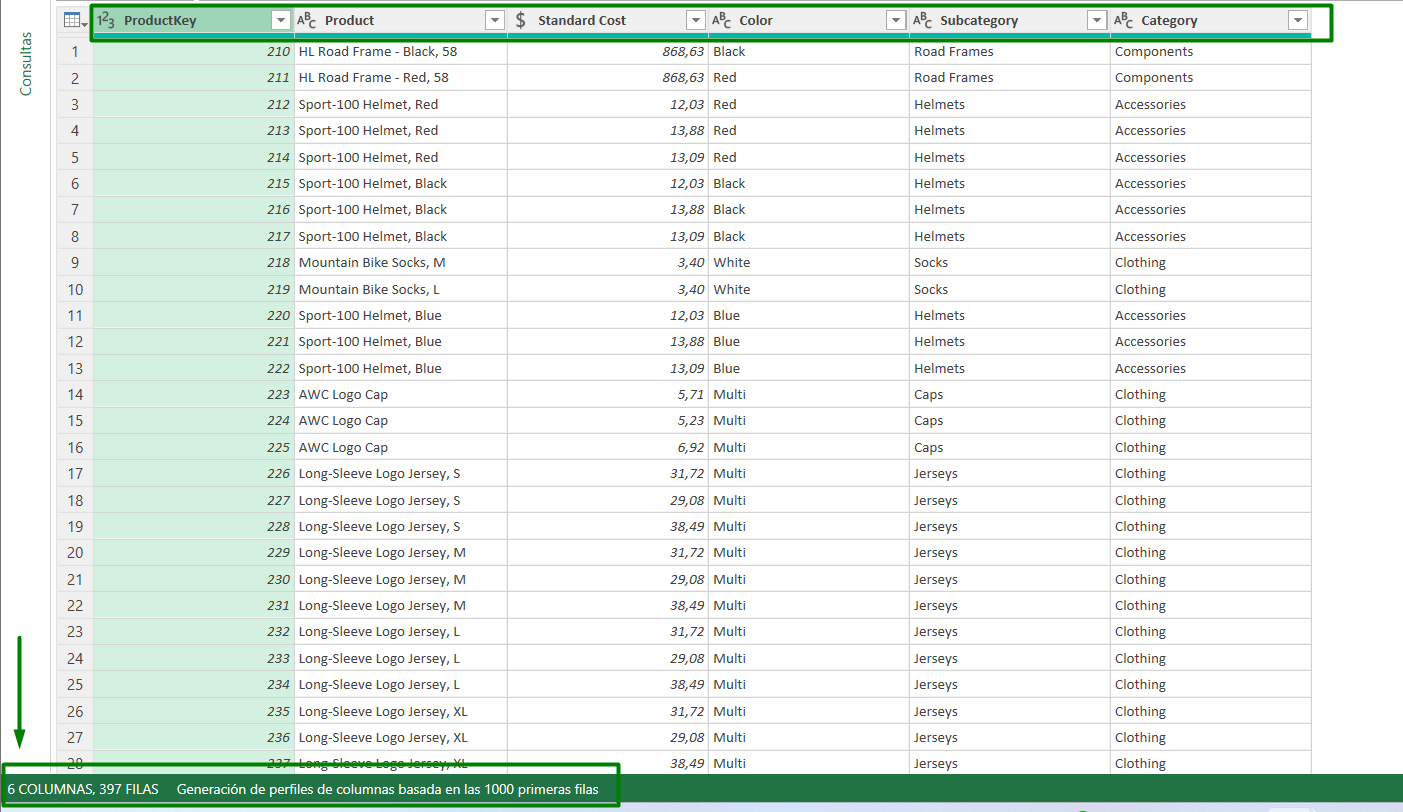 Consultas
123 ProductKey ABC Product $ Standard Cost ABC Color ABC Subcategory ABC Category
1 210 HL Road Frame - Black, 58 868,63 Black Road Frames Components
2 211 HL Road Frame - Red, 58 868,63 Red Road Frames Components
3 212 Sport-100 Helmet, Red 12,03 Red Helmets Accessories
4 213 Sport-100 Helmet, Red 13,88 Red Helmets Accessories
5 214 Sport-100 Helmet, Red 13,09 Red Helmets Accessories
6 215 Sport-100 Helmet, Black 12,03 Black Helmets Accessories
7 216 Sport-100 Helmet, Black 13,88 Black Helmets Accessories
8 217 Sport-100 Helmet, Black 13,09 Black Helmets Accessories
9 218 Mountain Bike Socks, M 3,40 White Socks Clothing
10 219 Mountain Bike Socks, L 3,40 White Socks Clothing
11 220 Sport-100 Helmet, Blue 12,03 Blue Helmets Accessories
12 221 Sport-100 Helmet, Blue 13,88 Blue Helmets Accessories
13 222 Sport-100 Helmet, Blue 13,09 Blue Helmets Accessories
14 223 AWC Logo Cap 5,71 Multi Caps Clothing
15 224 AWC Logo Cap 5,23 Multi Caps Clothing
16 225 AWC Logo Cap 6,92 Multi Caps Clothing
17 226 Long-Sleeve Logo Jersey, S 31,72 Multi Jerseys Clothing
18 227 Long-Sleeve Logo Jersey, S 29,08 Multi Jerseys Clothing
19 228 Long-Sleeve Logo Jersey, S 38,49 Multi Jerseys Clothing
20 229 Long-Sleeve Logo Jersey, M 31,72 Multi Jerseys Clothing
21 230 Long-Sleeve Logo Jersey, M 29,08 Multi Jerseys Clothing
22 231 Long-Sleeve Logo Jersey, M 38,49 Multi Jerseys Clothing
23 232 Long-Sleeve Logo Jersey, L 31,72 Multi Jerseys Clothing
24 233 Long-Sleeve Logo Jersey, L 29,08 Multi Jerseys Clothing
25 234 Long-Sleeve Logo Jersey, L 38,49 Multi Jerseys Clothing
26 235 Long-Sleeve Logo Jersey, XL 31,72 Multi Jerseys Clothing
27 236 Long-Sleeve Logo Jersey, XL 29,08 Multi Jerseys Clothing
28 237 Long-Sleeve Logo Jersey, XL 38,49 Multi Jerseys Clothing
6 COLUMNAS, 397 FILAS Generación de perfiles de columnas basada en las 1000 primeras filas